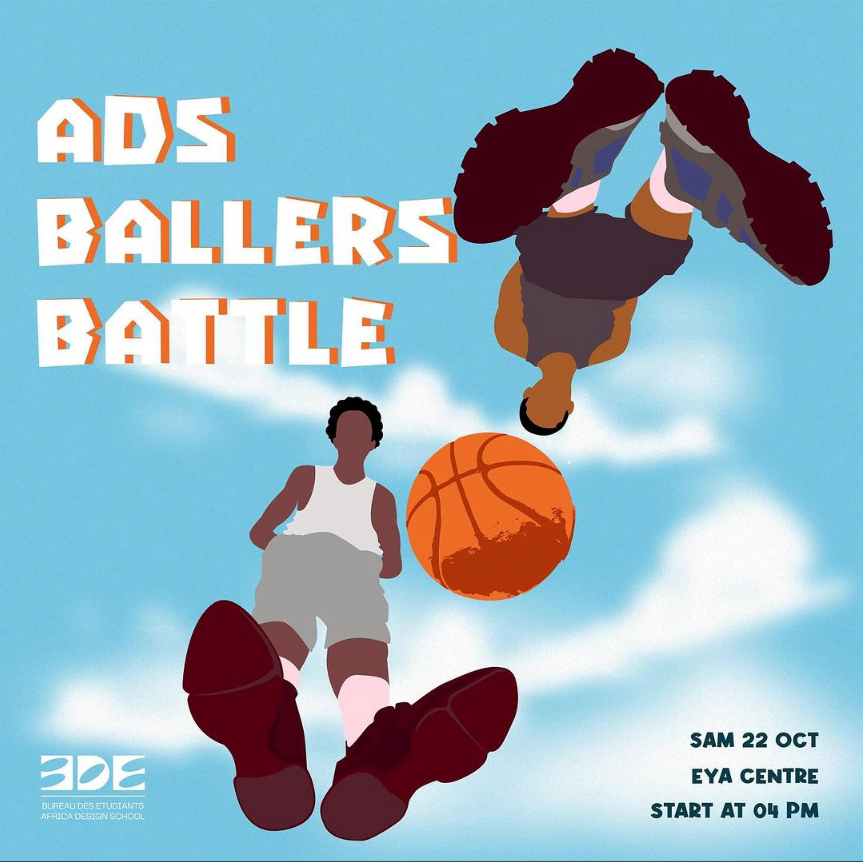 ADS
BALLERS
BATTLE
SAM 22 OCT
EYA CENTRE
START AT 04 PM
BDE
BUREAU DES ETUDIANTS
AFRICA DESIGN SCHOOL